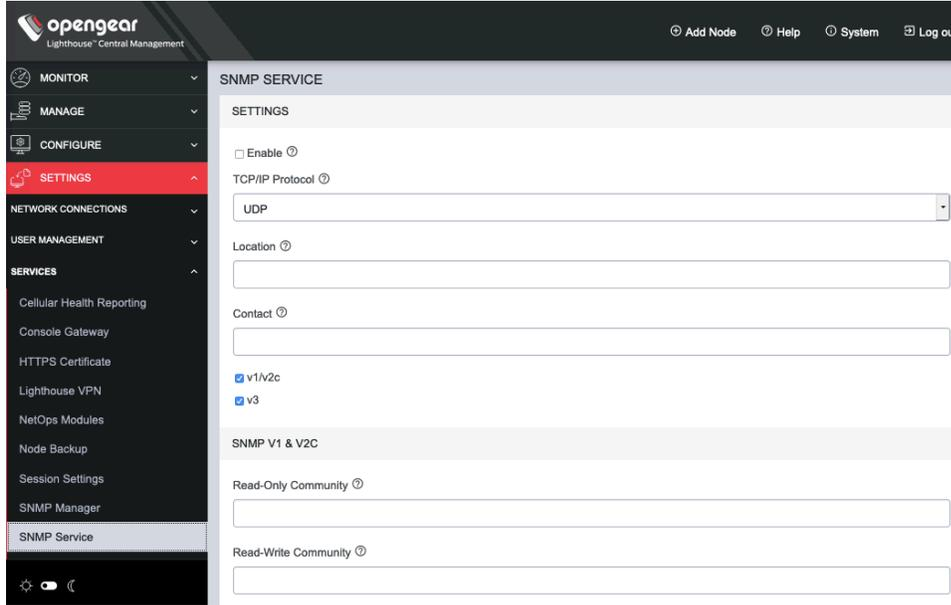 opengear
Lighthouse™ Central Management
Add Node
Help
System
Log ou
MONITOR
MANAGE
CONFIGURE
SETTINGS
NETWORK CONNECTIONS
USER MANAGEMENT
SERVICES
Cellular Health Reporting
Console Gateway
HTTPS Certificate
Lighthouse VPN
NetOps Modules
Node Backup
Session Settings
SNMP Manager
SNMP Service
SNMP SERVICE
SETTINGS
Enable
TCP/IP Protocol
UDP
Location
Contact
v1/v2c
v3
SNMP V1 & V2C
Read-Only Community
Read-Write Community